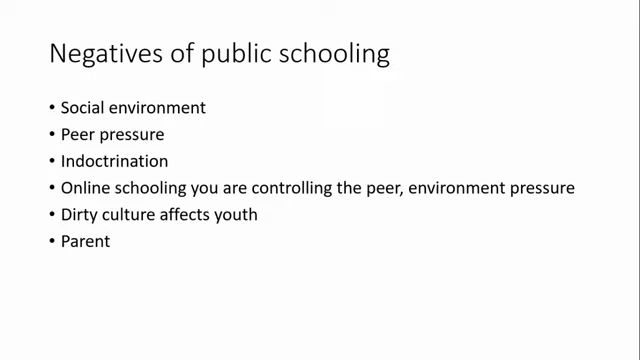 Negatives of public schooling
• Social environment
• Peer pressure
• Indoctrination
• Online schooling you are controlling the peer, environment pressure
• Dirty culture affects youth
• Parent